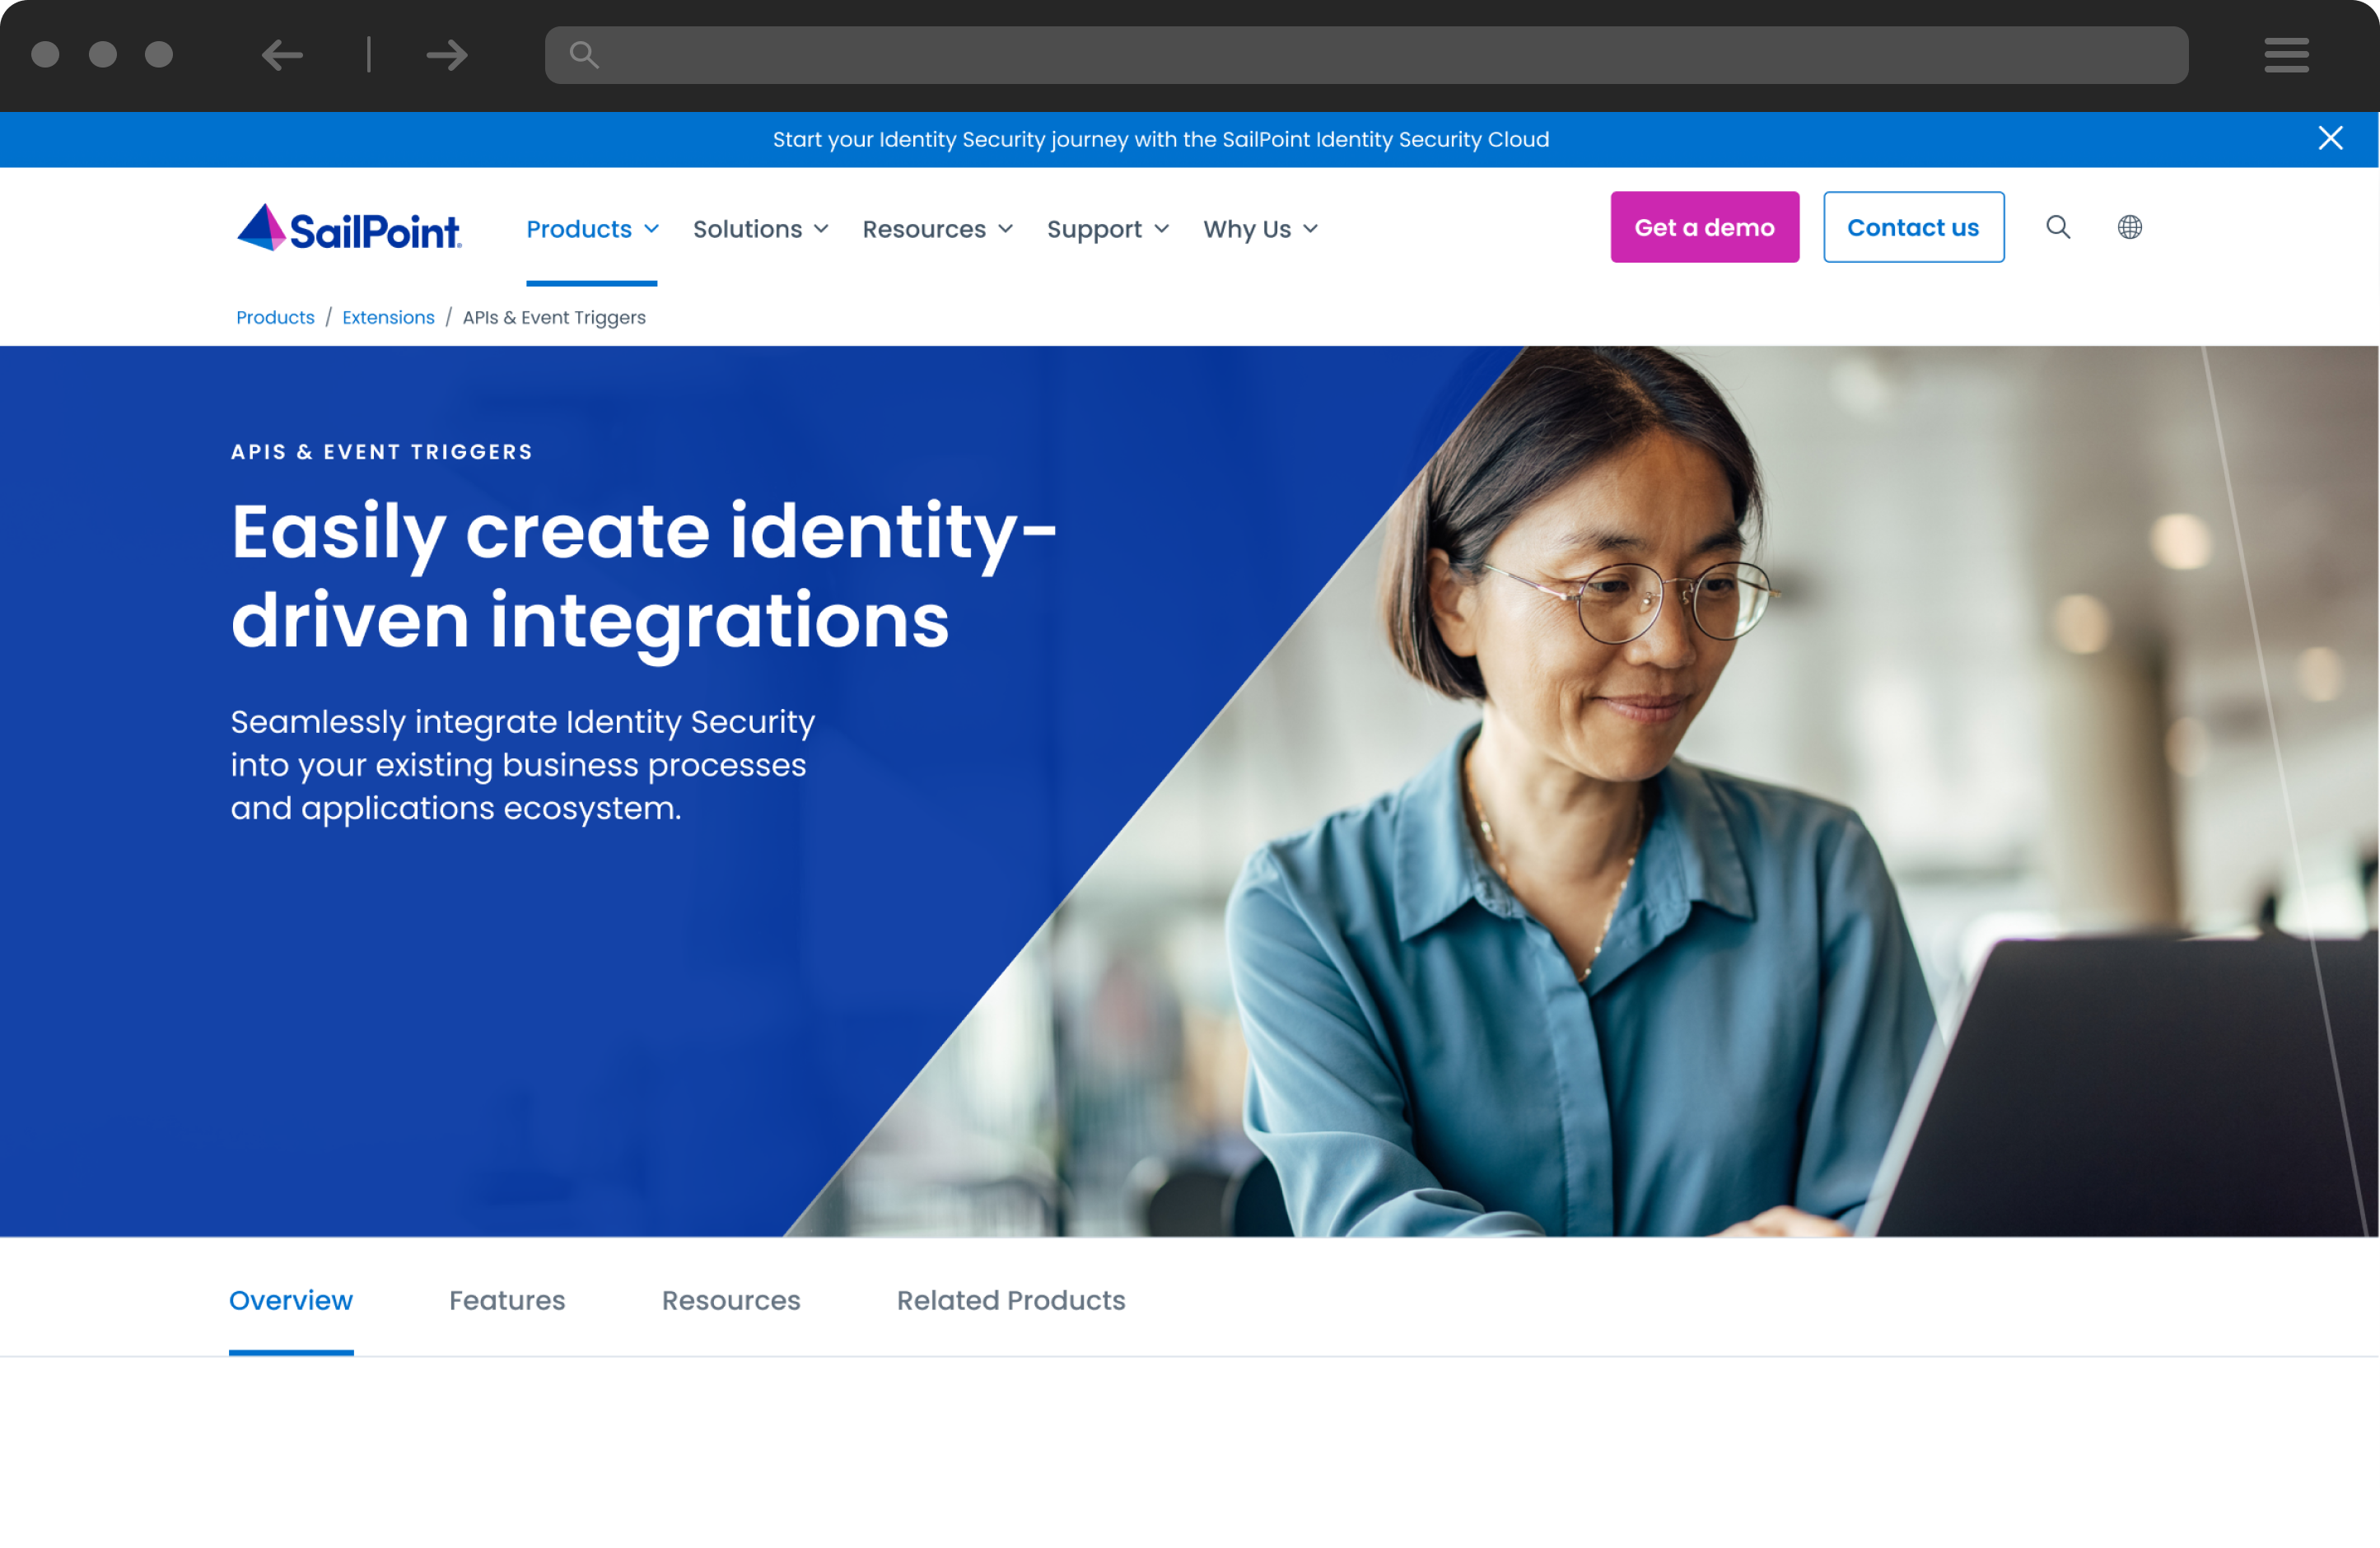 Start your Identity Security journey with the SailPoint Identity Security Cloud
SailPoint
Products Solutions Resources Support Why Us Get a demo Contact us
Products / Extensions / APIs & Event Triggers
APIS & EVENT TRIGGERS
Easily create identity-
driven integrations
Seamlessly integrate Identity Security
into your existing business processes
and applications ecosystem.
Overview Features Resources Related Products